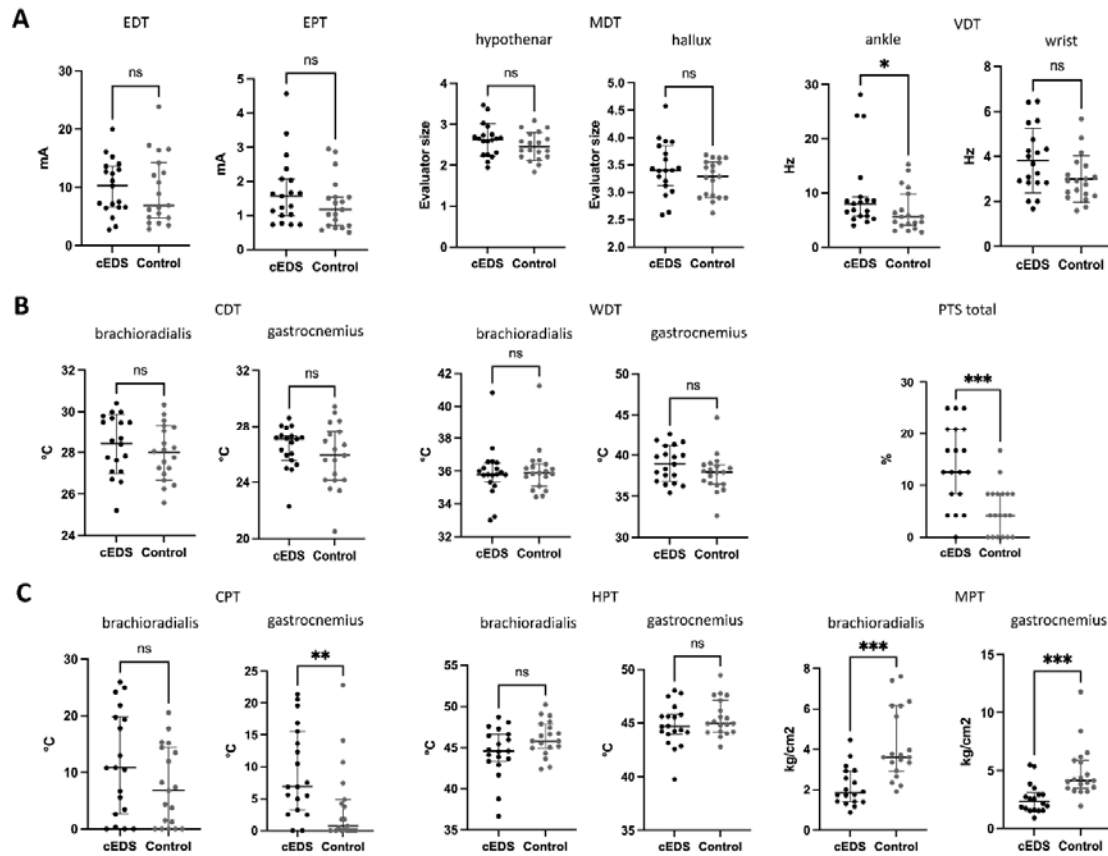 A
EDT
EPT
MDT
VDT
hypothenar
hallux
ankle
wrist
ns
ns
ns
ns
*
ns
mA
30
20
10
0
cEDS Control
mA
5
4
3
2
1
0
cEDS Control
Evaluator size
5
4
3
2
1
0
cEDS Control
Evaluator size
5.0
4.5
4.0
3.5
3.0
2.5
2.0
cEDS Control
Hz
30
20
10
0
cEDS Control
Hz
8
6
4
2
0
cEDS Control
B
CDT
WDT
PTS total
brachioradialis
gastrocnemius
brachioradialis
gastrocnemius
ns
ns
ns
ns
***
°C
32
30
28
26
24
cEDS Control
°C
32
30
28
26
24
22
20
cEDS Control
°C
42
40
38
36
34
32
cEDS Control
°C
50
45
40
35
30
cEDS Control
%
30
20
10
0
cEDS Control
C
CPT
HPT
MPT
brachioradialis
gastrocnemius
brachioradialis
gastrocnemius
brachioradialis
gastrocnemius
ns
**
ns
ns
***
***
°C
30
20
10
0
cEDS Control
°C
25
20
15
10
5
0
cEDS Control
°C
55
50
45
40
35
cEDS Control
°C
50
45
40
35
cEDS Control
kg/cm2
8
6
4
2
0
cEDS Control
kg/cm2
15
10
5
0
cEDS Control